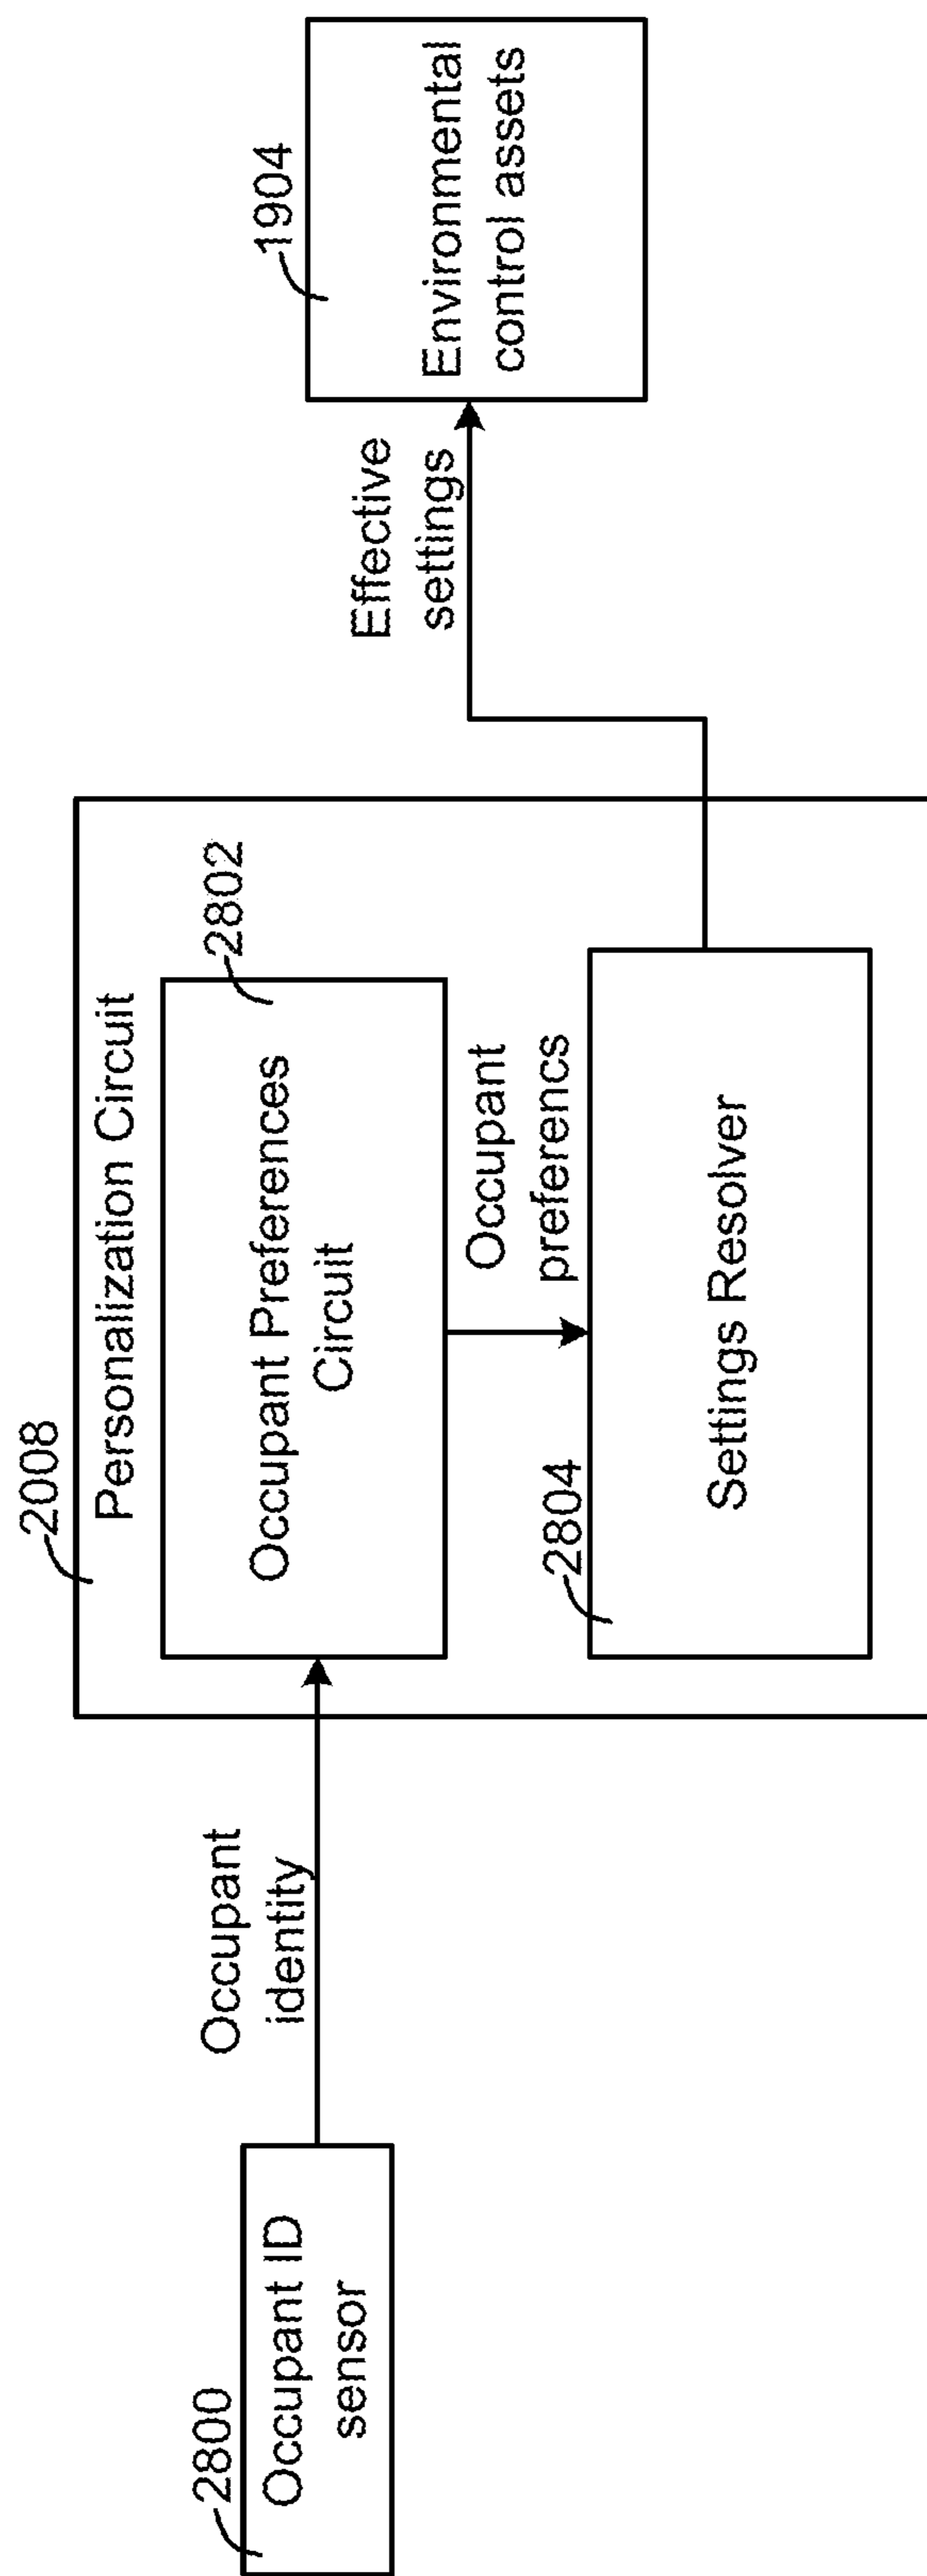 2800
Occupant ID
sensor
Occupant
identity
2008
Personalization Circuit
2802
Occupant Preferences
Circuit
Occupant
preferencs
2804
Settings Resolver
Effective
settings
1904
Environmental
control assets